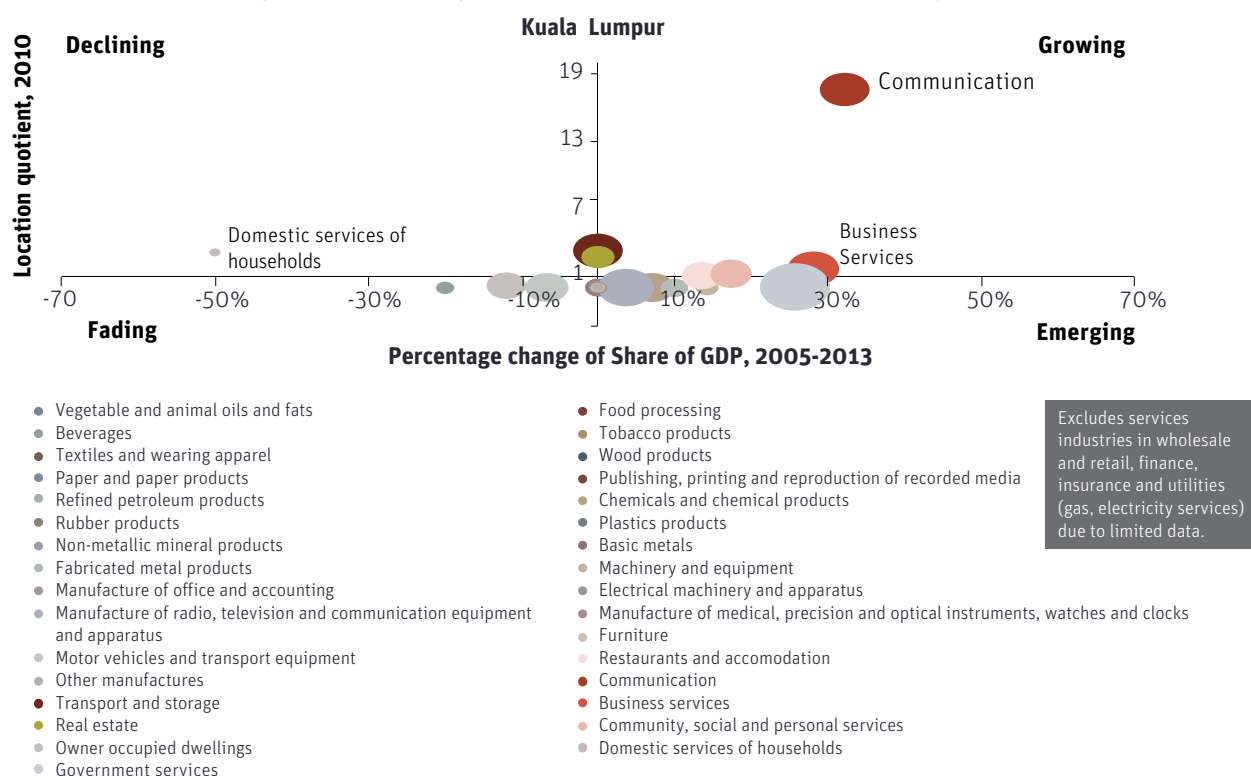 Kuala Lumpur
Declining
Growing
Location quotient, 2010
19
13
7
1
Communication
Domestic services of
households
Business
Services
-70
-50%
-30%
-10%
10%
30%
50%
70%
Fading
Emerging
Percentage change of Share of GDP, 2005-2013
Vegetable and animal oils and fats
Beverages
Textiles and wearing apparel
Paper and paper products
Refined petroleum products
Rubber products
Non-metallic mineral products
Fabricated metal products
Manufacture of office and accounting
Manufacture of radio, television and communication equipment
and apparatus
Motor vehicles and transport equipment
Other manufactures
Transport and storage
Real estate
Owner occupied dwellings
Government services
Food processing
Tobacco products
Wood products
Publishing, printing and reproduction of recorded media
Chemicals and chemical products
Plastics products
Basic metals
Machinery and equipment
Electrical machinery and apparatus
Manufacture of medical, precision and optical instruments, watches and clocks
Furniture
Restaurants and accomodation
Communication
Business services
Community, social and personal services
Domestic services of households
Excludes services
industries in wholesale
and retail, finance,
insurance and utilities
(gas, electricity services)
due to limited data.